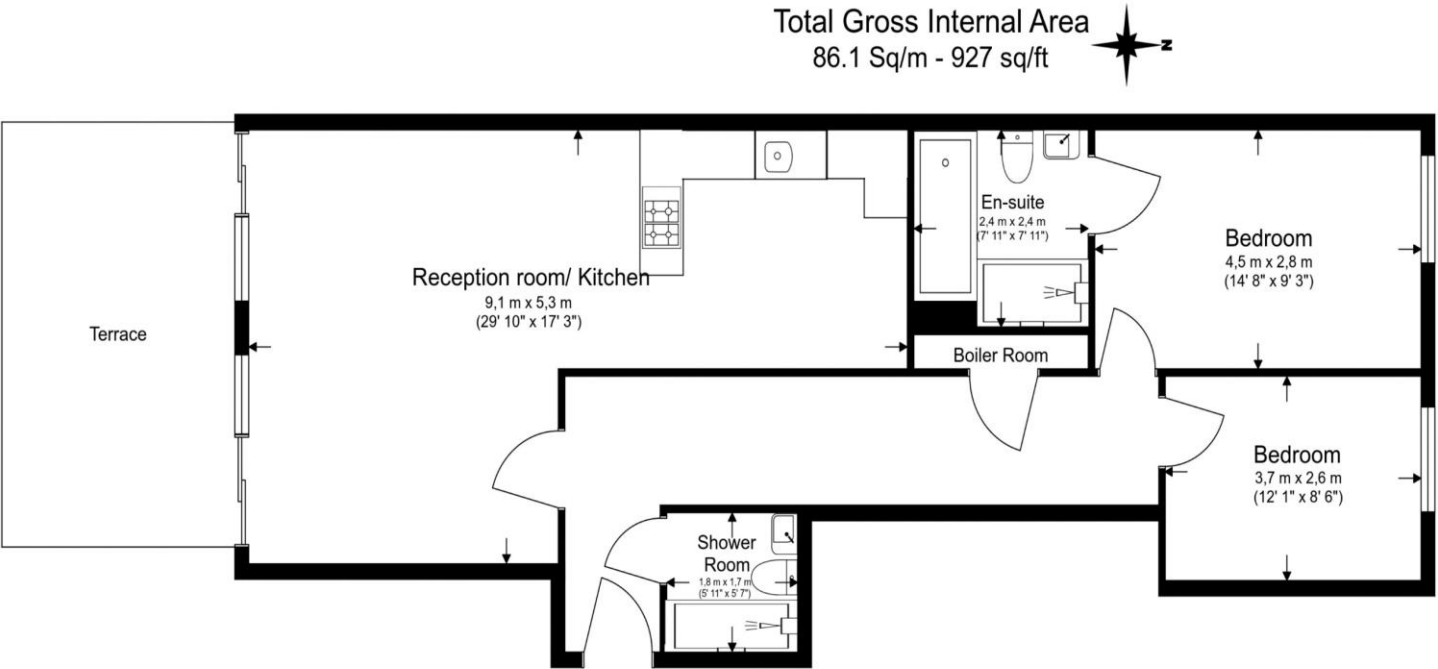 Total Gross Internal Area
86.1 Sq/m - 927 sq/ft
N
En-suite
2,4 m x 2,4 m
(7' 11" x 7' 11")
Bedroom
4,5 m x 2,8 m
(14' 8" x 9' 3")
Reception room/ Kitchen
9,1 m x 5,3 m
(29' 10" x 17' 3")
Terrace
Boiler Room
Bedroom
3,7 m x 2,6 m
(12' 1" x 8' 6")
Shower
Room
1,8 m x 1,7 m
(5' 11" x 5' 7")